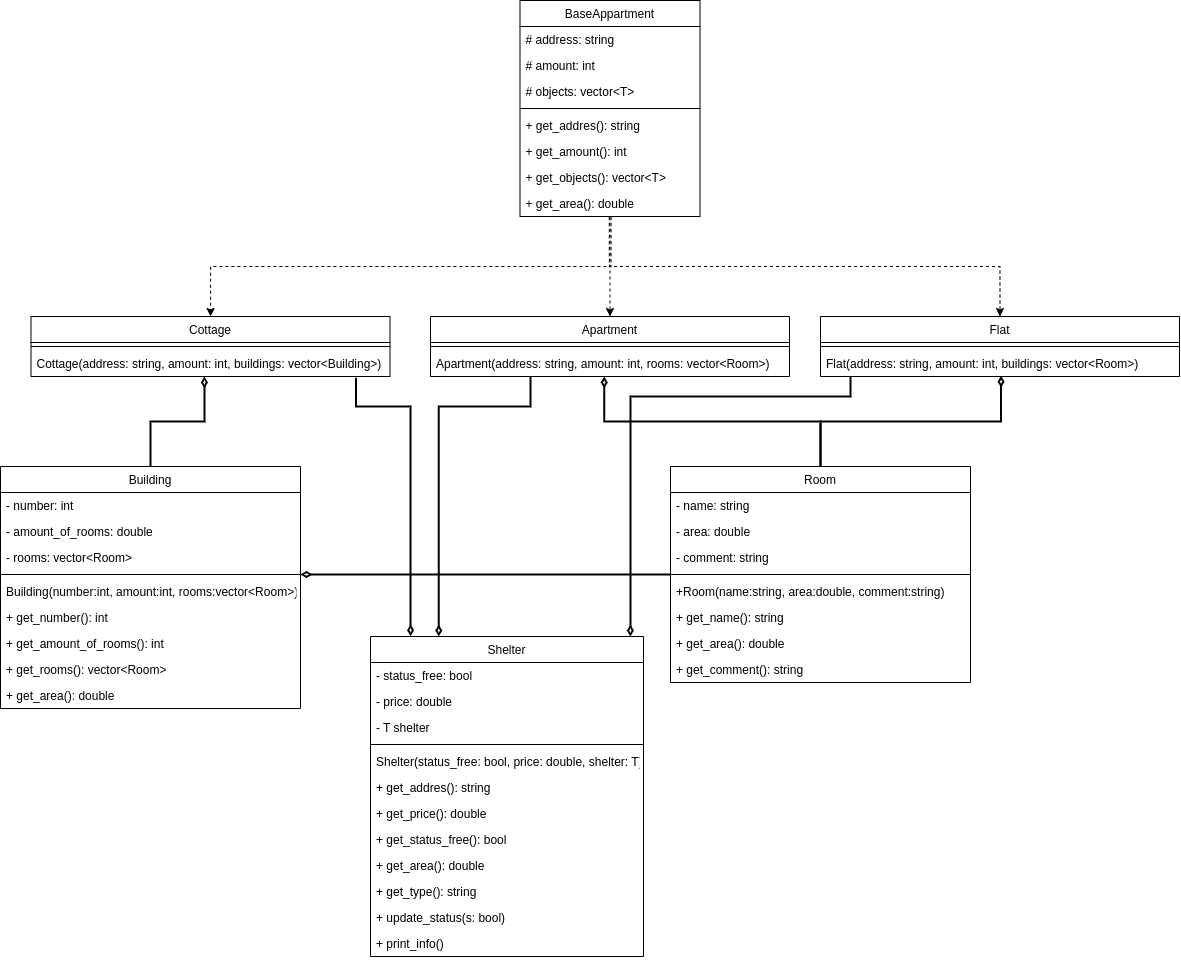 BaseAppartment
# address: string
# amount: int
# objects: vector<T>
+ get_addres(): string
+ get_amount(): int
+ get_objects(): vector<T>
+ get_area(): double
Cottage
Cottage(address: string, amount: int, buildings: vector<Building>)
Apartment
Apartment(address: string, amount: int, rooms: vector<Room>)
Flat
Flat(address: string, amount: int, buildings: vector<Room>)
Building
- number: int
- amount_of_rooms: double
- rooms: vector<Room>
Building(number:int, amount:int, rooms:vector<Room>)
+ get_number(): int
+ get_amount_of_rooms(): int
+ get_rooms(): vector<Room>
+ get_area(): double
Room
- name: string
- area: double
- comment: string
+Room(name:string, area:double, comment:string)
+ get_name(): string
+ get_area(): double
+ get_comment(): string
Shelter
- status_free: bool
- price: double
- T shelter
Shelter(status_free: bool, price: double, shelter: T
+ get_addres(): string
+ get_price(): double
+ get_status_free(): bool
+ get_area(): double
+ get_type(): string
+ update_status(s: bool)
+ print_info()